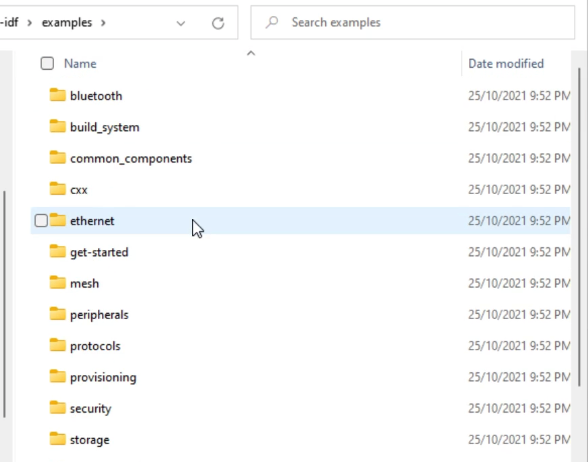 -idf > examples >
Search examples
Name Date modified
bluetooth 25/10/2021 9:52 PM
build_system 25/10/2021 9:52 PM
common_components 25/10/2021 9:52 PM
cxx 25/10/2021 9:52 PM
ethernet 25/10/2021 9:52 PM
get-started 25/10/2021 9:52 PM
mesh 25/10/2021 9:52 PM
peripherals 25/10/2021 9:52 PM
protocols 25/10/2021 9:52 PM
provisioning 25/10/2021 9:52 PM
security 25/10/2021 9:52 PM
storage 25/10/2021 9:52 PM